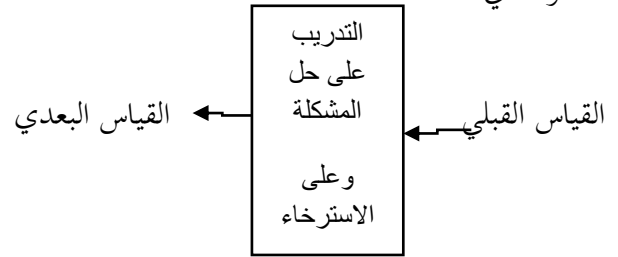 القياس القبلي
التدريب
على حل
المشكلة
وعلى
الاسترخاء
القياس البعدي